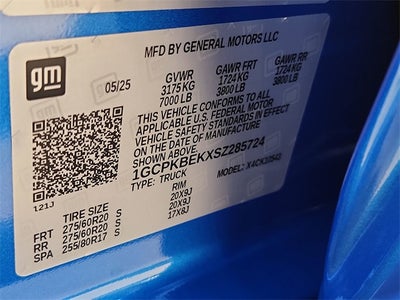 gm
MFD BY GENERAL MOTORS LLC
05/25
GVWR GAWR FRT GAWR RR
3175 KG 1724 KG 1724 KG
7000 LB 3800 LB 3800 LB
THIS VEHICLE CONFORMS TO ALL
APPLICABLE U.S. FEDERAL MOTOR
VEHICLE SAFETY STANDARDS IN EFFECT
ON THE DATE OF MANUFACTURE
SHOWN ABOVE
1GCPKBEKXSZ285724
TYPE: TRUCK MODEL: X4CK10543
121J
TIRE SIZE RIM
FRT 275/60R20 S 20X9J
RR 275/60R20 S 20X9J
SPA 255/80R17 S 17X8J